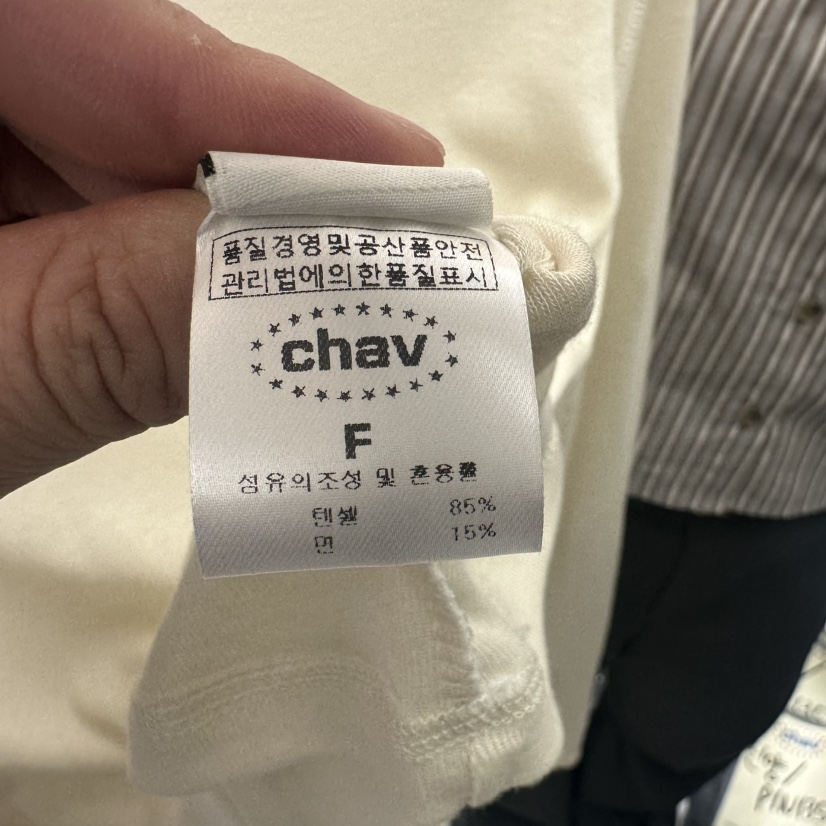 품질경영및공산품안전
관리법에의한품질표시
chav
F
섬유의조성 및 혼용률
텐셀 85%
면 15%